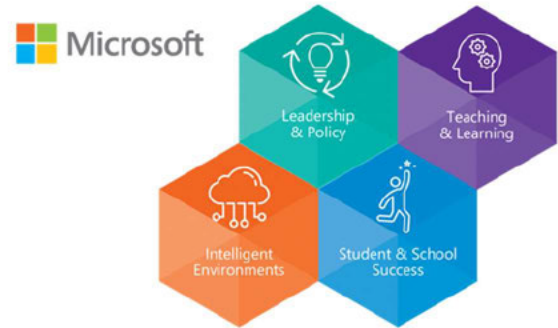 Microsoft
Leadership
& Policy
Teaching
& Learning
Intelligent
Environments
Student & School
Success